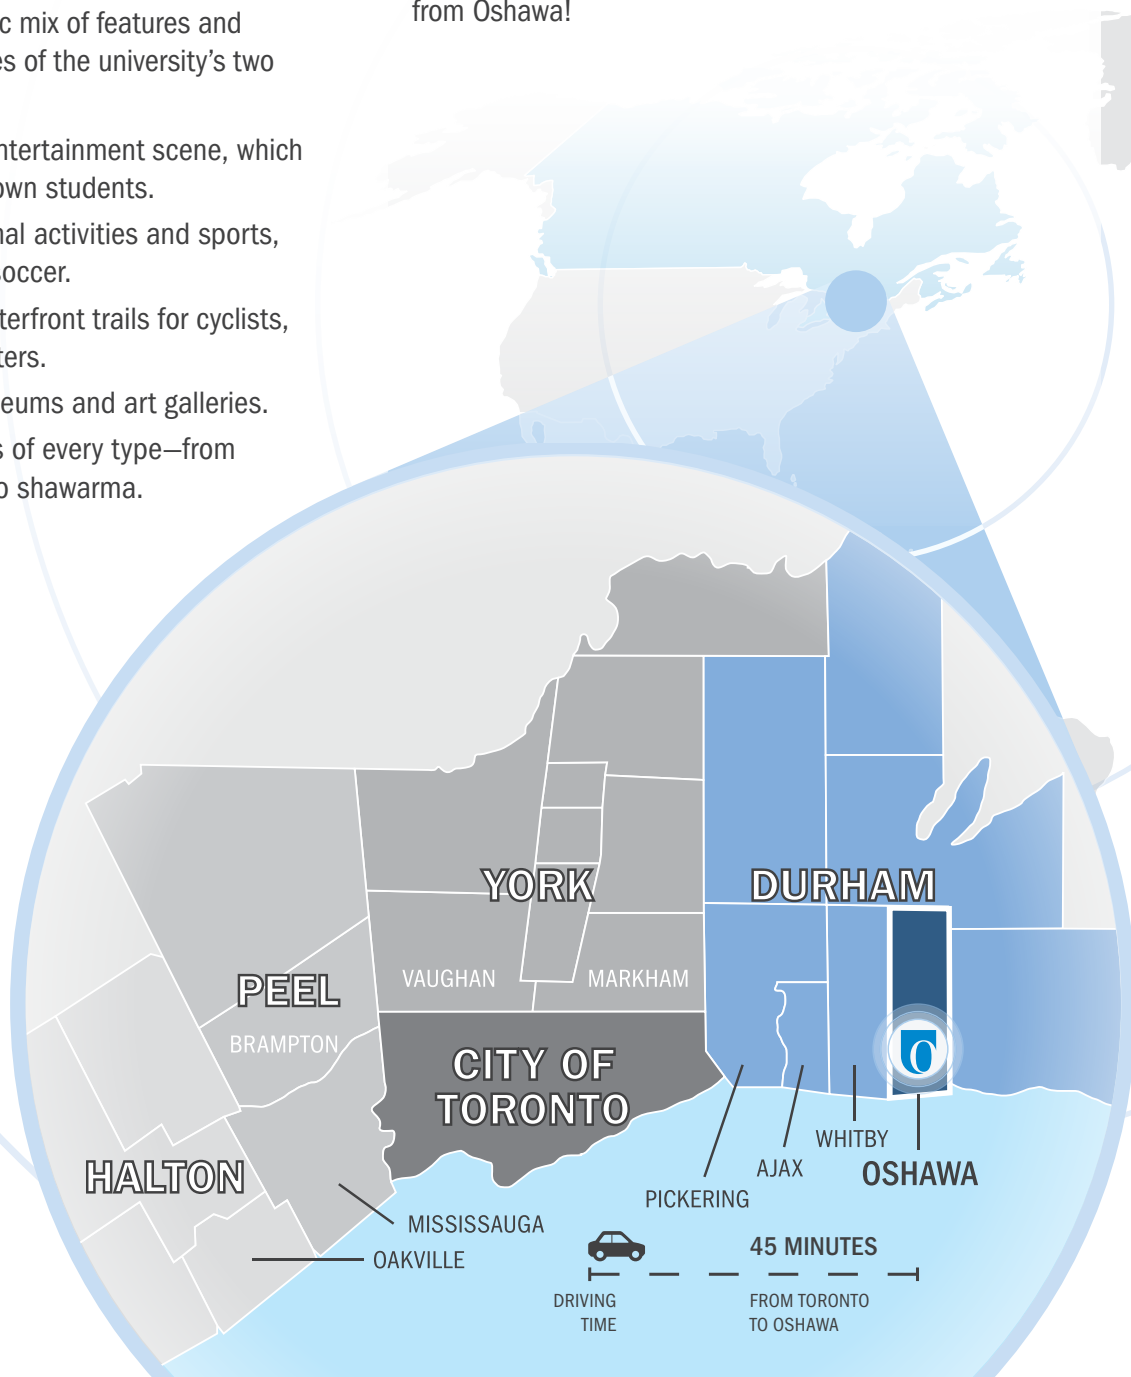 c mix of features and
es of the university's two
ntertainment scene, which
own students.
nal activities and sports,
soccer.
terfront trails for cyclists,
ters.
eums and art galleries.
s of every type—from
o shawarma.
from Oshawa!
YORK
DURHAM
VAUGHAN
MARKHAM
PEEL
BRAMPTON
CITY OF
TORONTO
HALTON
WHITBY
AJAX
OSHAWA
PICKERING
MISSISSAUGA
OAKVILLE
45 MINUTES
DRIVING
TIME
FROM TORONTO
TO OSHAWA